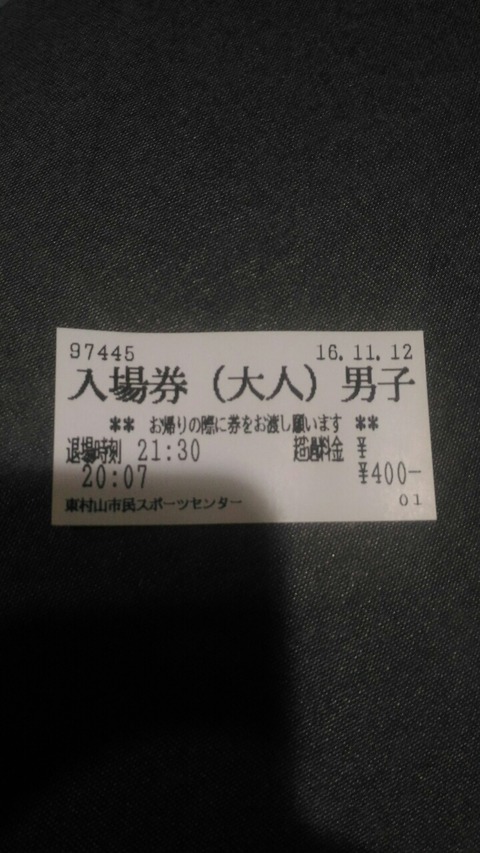 97445 16.11.12
入場券（大人）男子
** お帰りの際に券をお渡し願います **
退場時刻 21:30 超過料金 ¥
20:07 ¥400-
東村山市民スポーツセンター 01